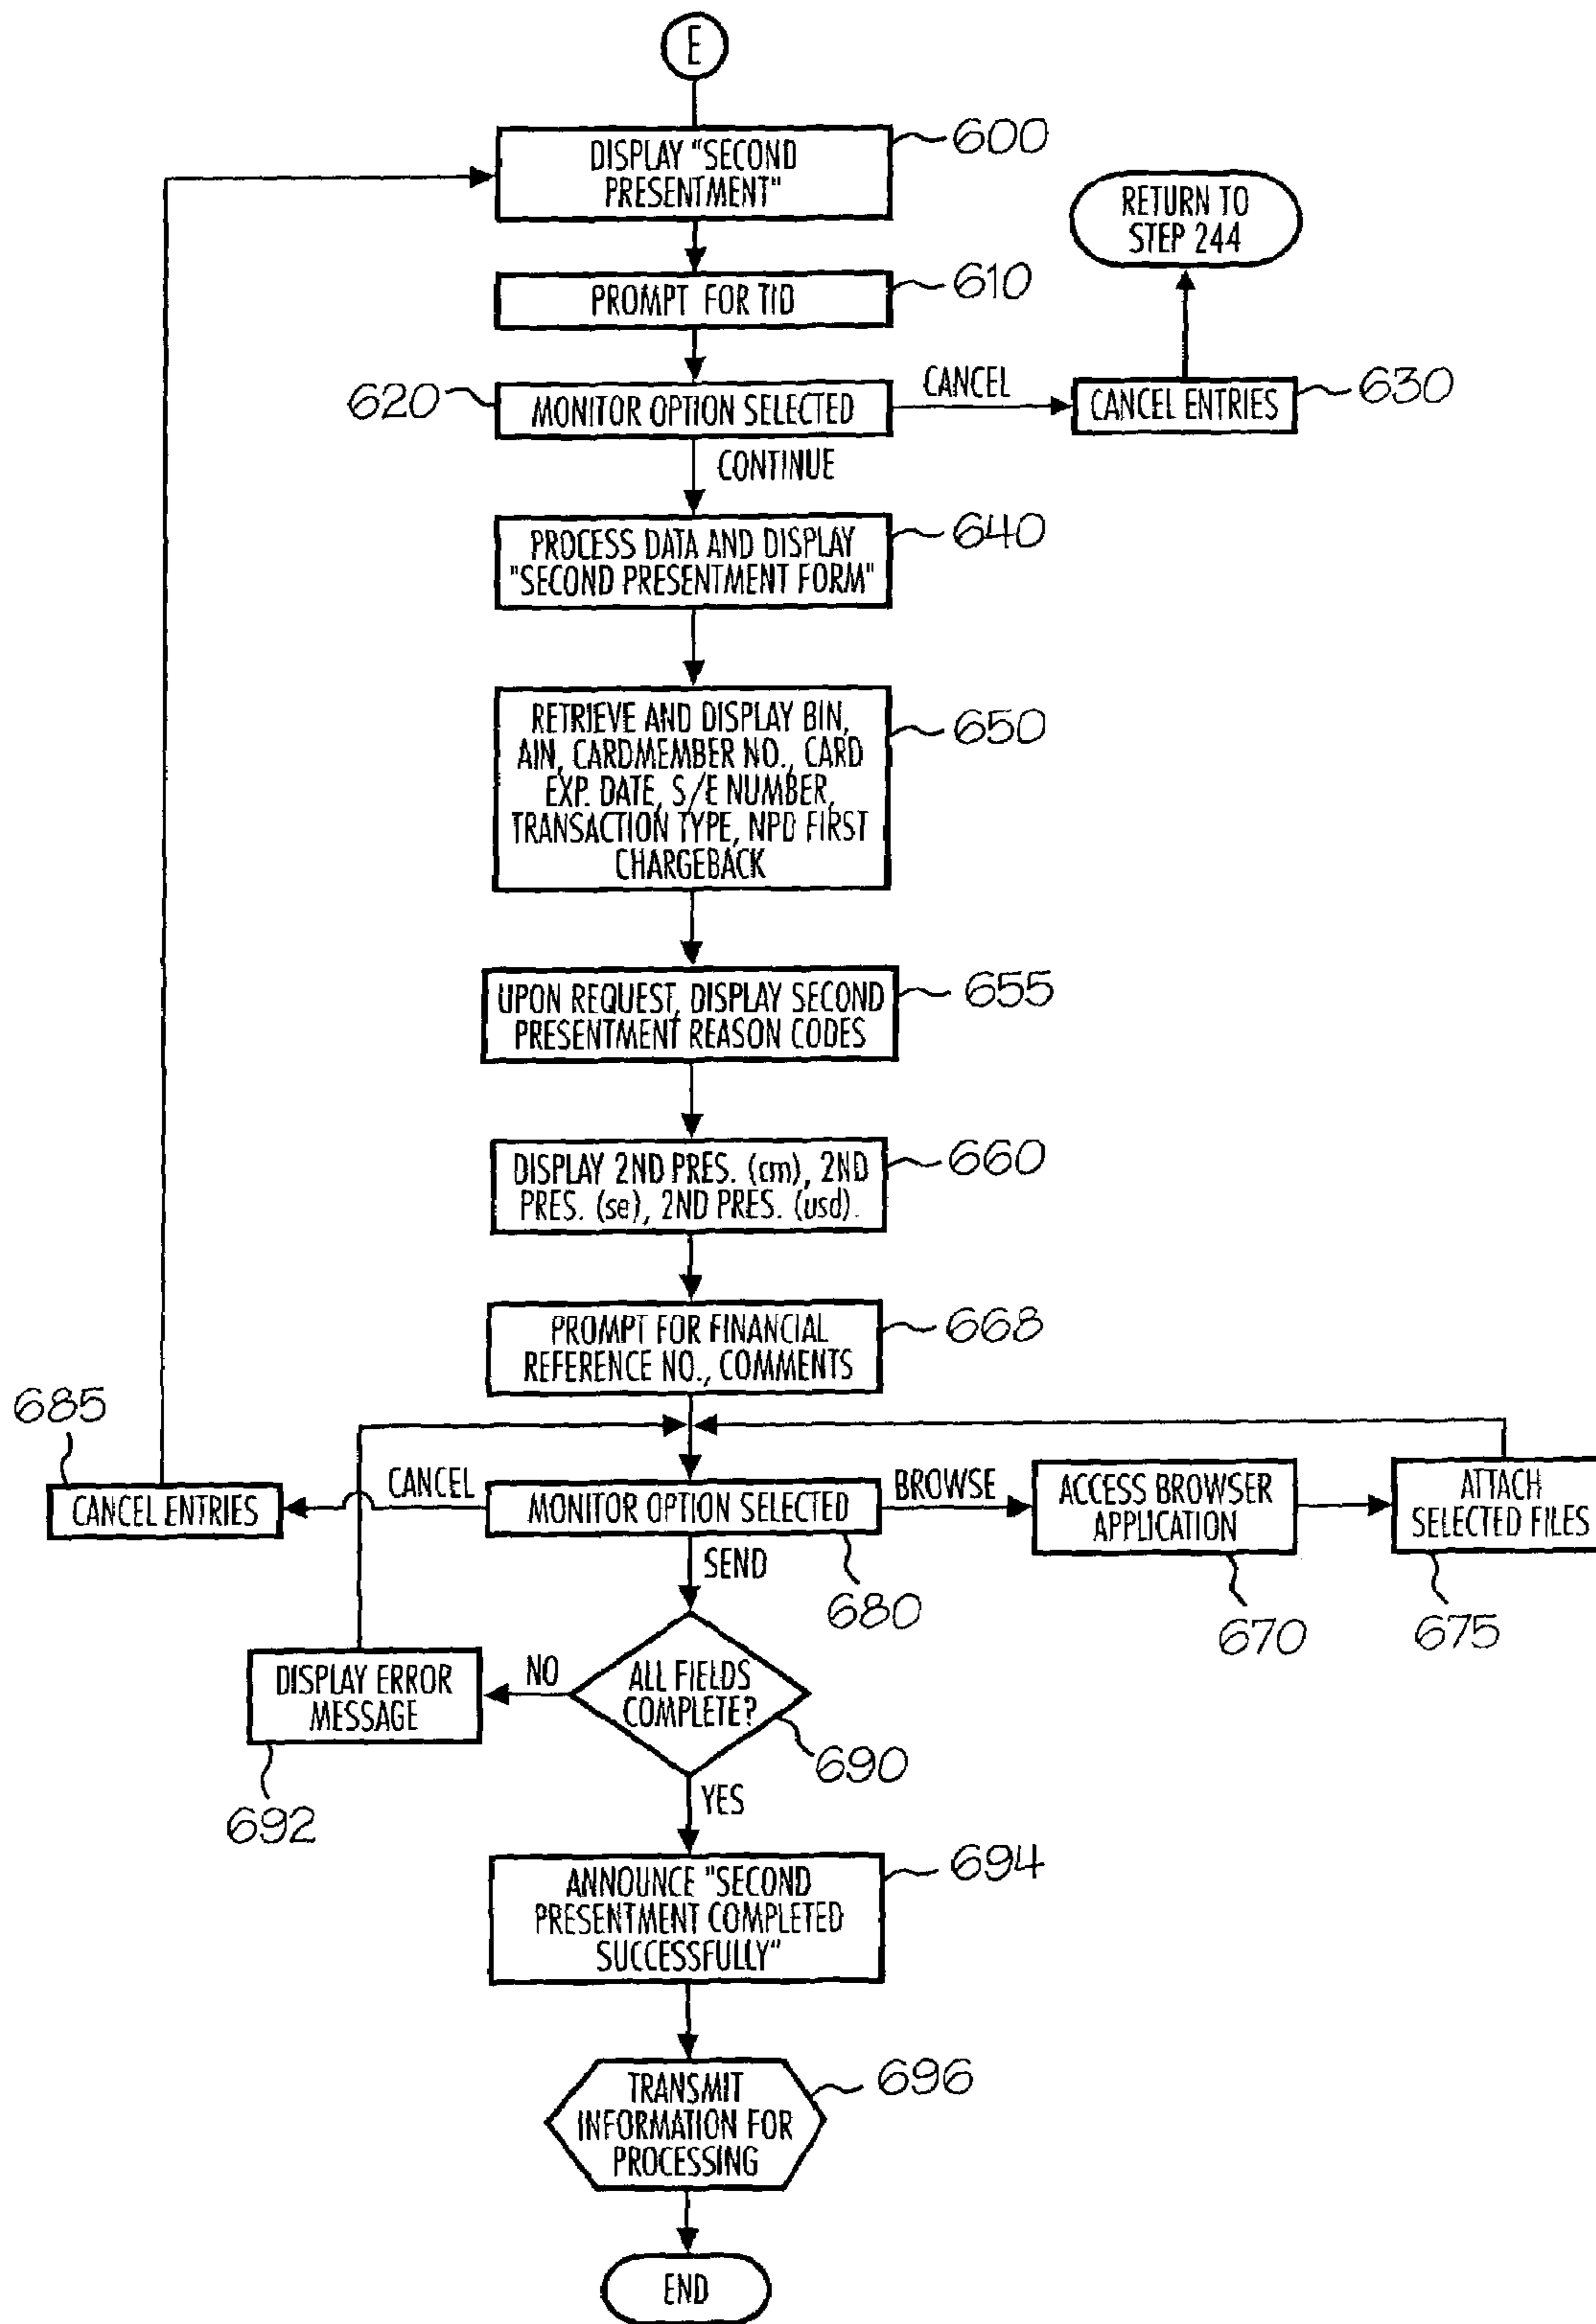 E
DISPLAY "SECOND
PRESENTMENT"
600
RETURN TO
STEP 244
PROMPT FOR TID
610
620
MONITOR OPTION SELECTED
CANCEL
CANCEL ENTRIES
630
CONTINUE
PROCESS DATA AND DISPLAY
"SECOND PRESENTMENT FORM"
640
RETRIEVE AND DISPLAY BIN,
AIN, CARDMEMBER NO., CARD
EXP. DATE, S/E NUMBER,
TRANSACTION TYPE, NPD FIRST
CHARGEBACK
650
UPON REQUEST, DISPLAY SECOND
PRESENTMENT REASON CODES
655
DISPLAY 2ND PRES. (cm), 2ND
PRES. (se), 2ND PRES. (usd).
660
PROMPT FOR FINANCIAL
REFERENCE NO., COMMENTS
668
685
CANCEL ENTRIES
CANCEL
MONITOR OPTION SELECTED
BROWSE
ACCESS BROWSER
APPLICATION
ATTACH
SELECTED FILES
SEND
680
670
675
DISPLAY ERROR
MESSAGE
NO
ALL FIELDS
COMPLETE?
690
692
YES
ANNOUNCE "SECOND
PRESENTMENT COMPLETED
SUCCESSFULLY"
694
TRANSMIT
INFORMATION FOR
PROCESSING
696
END